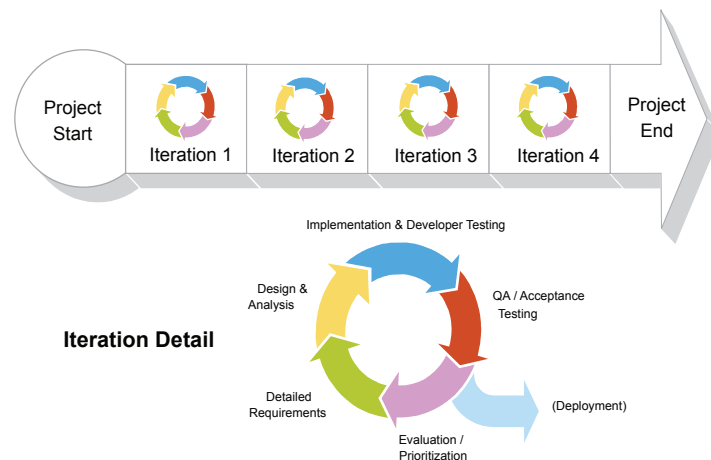 Project
Start
Iteration 1
Iteration 2
Iteration 3
Iteration 4
Project
End
Implementation & Developer Testing
Design &
Analysis
QA / Acceptance
Testing
Iteration Detail
Detailed
Requirements
(Deployment)
Evaluation /
Prioritization